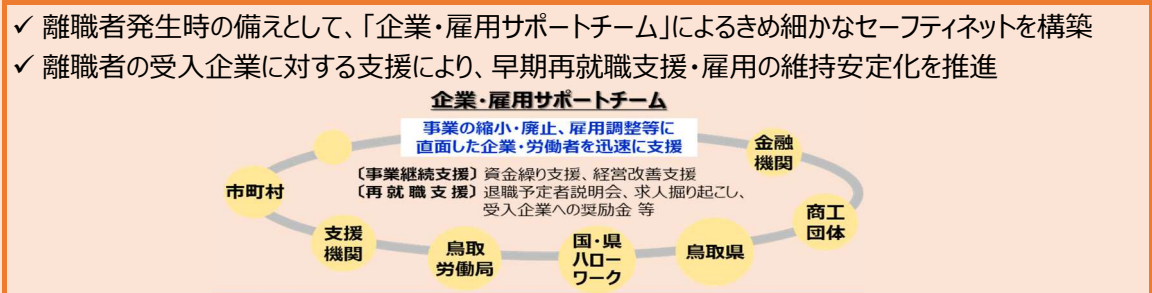 ✓ 離職者発生時の備えとして、「企業・雇用サポートチーム」によるきめ細かなセーフティネットを構築
✓ 離職者の受入企業に対する支援により、早期再就職支援・雇用の維持安定化を推進
企業・雇用サポートチーム
事業の縮小・廃止、雇用調整等に
直面した企業・労働者を迅速に支援
〔事業継続支援〕資金繰り支援、経営改善支援
〔再就職支援〕退職予定者説明会、求人掘り起こし、
受入企業への奨励金 等
金融
機関
市町村
商工
団体
支援
機関
鳥取
労働局
国・県
ハロー
ワーク
鳥取県